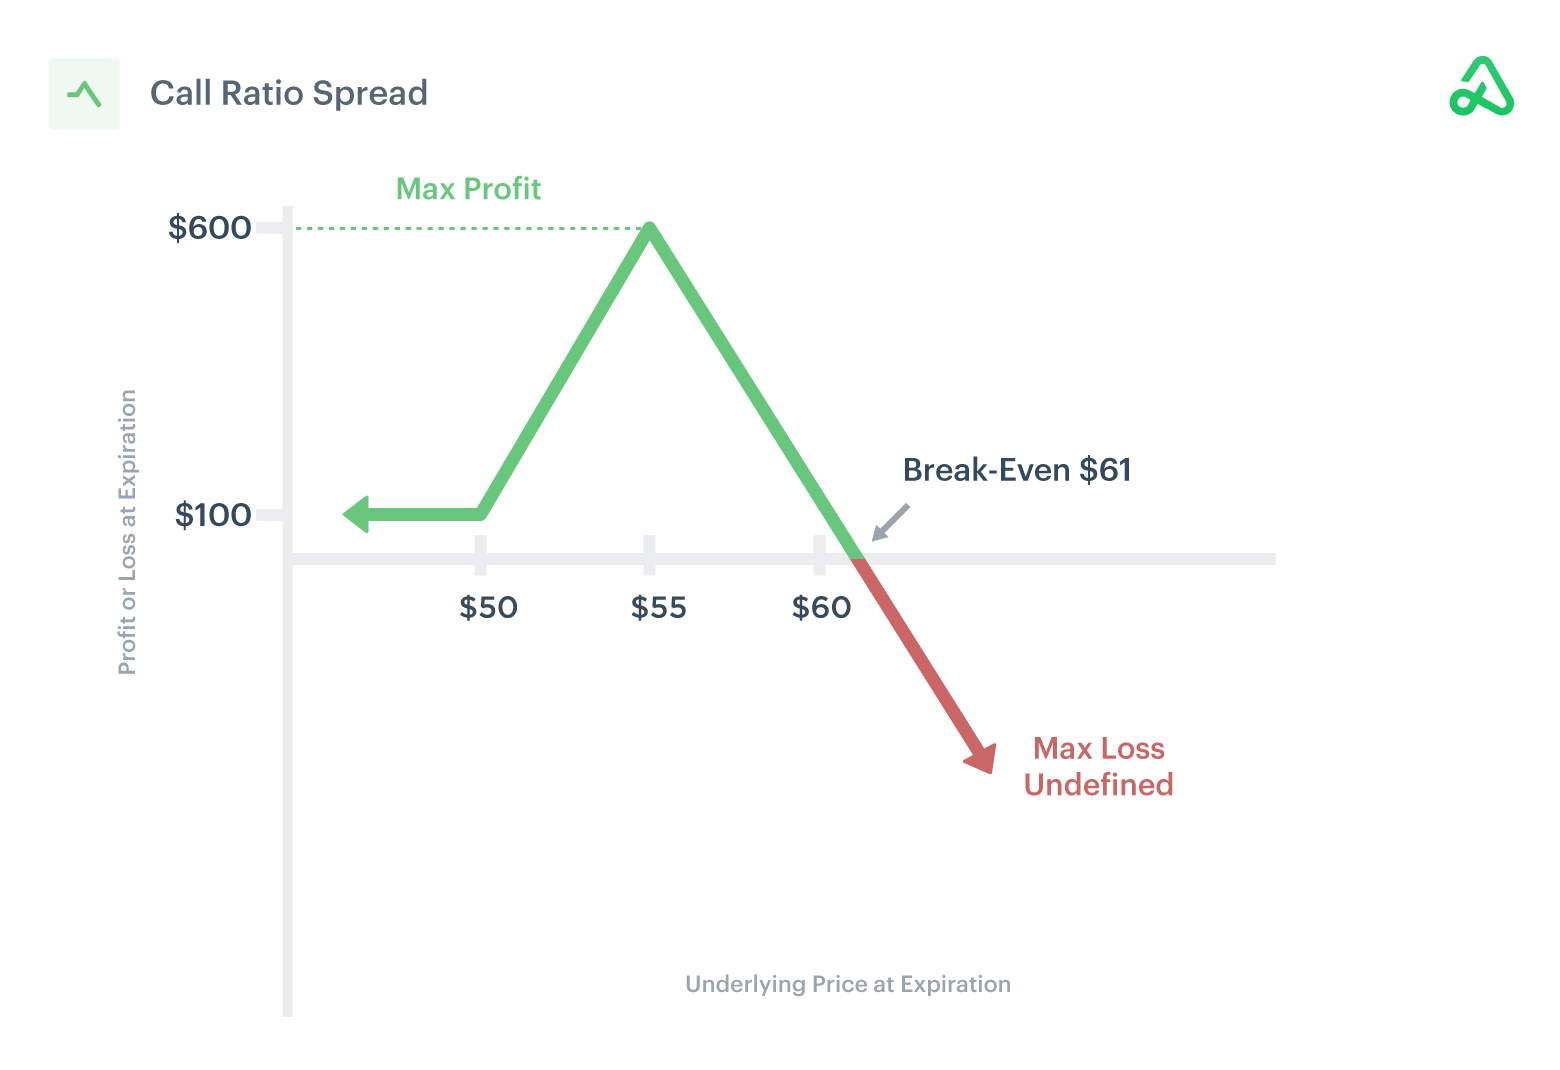 Call Ratio Spread
Max Profit
$600
Break-Even $61
$100
$50
$55
$60
Profit or Loss at Expiration
Max Loss
Undefined
Underlying Price at Expiration